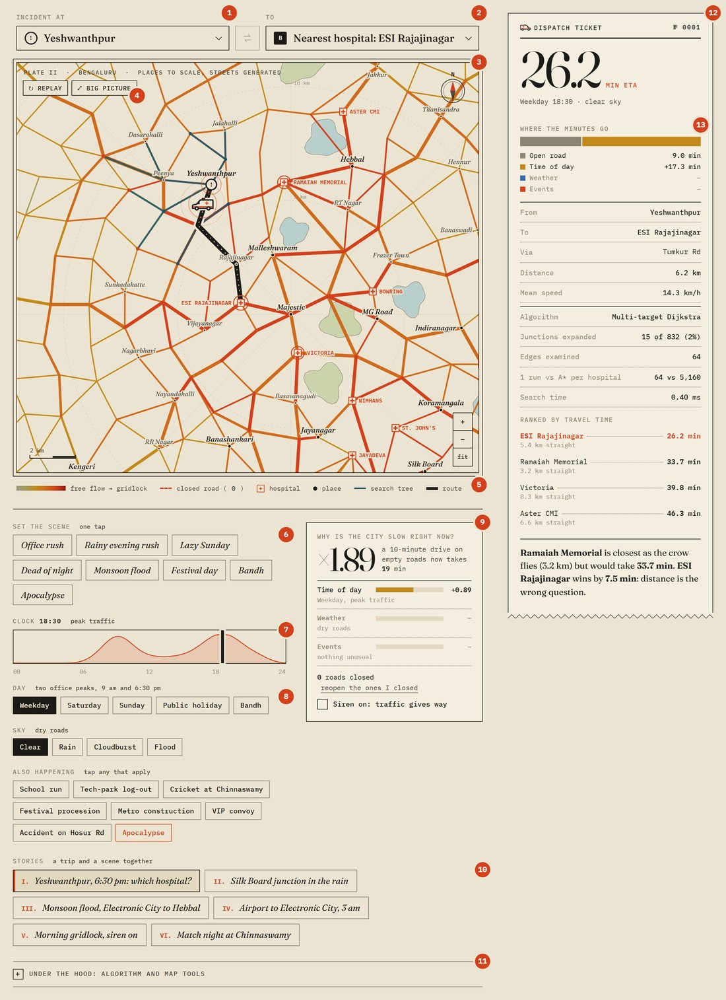 INCIDENT AT
1
TO
2
! Yeshwanthpur
⇌
B Nearest hospital: ESI Rajajinagar
3
PLATE II · BENGALURU · PLACES TO SCALE, STREETS GENERATED
↻ REPLAY
⤢ BIG PICTURE
4
10 km
N
Jakkur
ASTER CMI
Thanisandra
Jalahalli
Dasarahalli
Hebbal
Hennur
Peenya
Yeshwanthpur
!
RAMAIAH MEMORIAL
km
RT Nagar
Banaswadi
Malleshwaram
Rajajinagar
Frazer Town
Sunkadakatte
BOWRING
ESI RAJAJINAGAR
Majestic
MG Road
Vijayanagar
Indiranagar
Nagarbhavi
VICTORIA
Nayandahalli
Basavanagudi
NIMHANS
Koramangala
+
Jayanagar
ST. JOHN'S
RR Nagar
Banashankari
−
2 km
JAYADEVA
fit
Kengeri
Silk Board
free flow → gridlock
closed road ( 0 )
hospital
place
search tree
route
5
SET THE SCENE one tap
6
Office rush
Rainy evening rush
Lazy Sunday
Dead of night
Monsoon flood
Festival day
Bandh
Apocalypse
CLOCK 18:30 peak traffic
7
00 06 12 18 24
DAY two office peaks, 9 am and 6:30 pm
8
Weekday
Saturday
Sunday
Public holiday
Bandh
SKY dry roads
Clear
Rain
Cloudburst
Flood
ALSO HAPPENING tap any that apply
School run
Tech-park log-out
Cricket at Chinnaswamy
Festival procession
Metro construction
VIP convoy
Accident on Hosur Rd
Apocalypse
9
WHY IS THE CITY SLOW RIGHT NOW?
×1.89
a 10-minute drive on
empty roads now takes
19 min
Time of day +0.89
Weekday, peak traffic
Weather –
dry roads
Events –
nothing unusual
0 roads closed
reopen the ones I closed
Siren on: traffic gives way
STORIES a trip and a scene together
10
I. Yeshwanthpur, 6:30 pm: which hospital?
II. Silk Board junction in the rain
III. Monsoon flood, Electronic City to Hebbal
IV. Airport to Electronic City, 3 am
V. Morning gridlock, siren on
VI. Match night at Chinnaswamy
11
+ UNDER THE HOOD: ALGORITHM AND MAP TOOLS
12
DISPATCH TICKET № 0001
26.2 MIN ETA
Weekday 18:30 · clear sky
13
WHERE THE MINUTES GO
Open road 9.0 min
Time of day +17.3 min
Weather –
Events –
From Yeshwanthpur
To ESI Rajajinagar
Via Tumkur Rd
Distance 6.2 km
Mean speed 14.3 km/h
Algorithm Multi-target Dijkstra
Junctions expanded 15 of 832 (2%)
Edges examined 64
1 run vs A* per hospital 64 vs 5,160
Search time 0.40 ms
RANKED BY TRAVEL TIME
ESI Rajajinagar 26.2 min
5.4 km straight
Ramaiah Memorial 33.7 min
3.2 km straight
Victoria 39.8 min
8.3 km straight
Aster CMI 46.3 min
6.6 km straight
Ramaiah Memorial is closest as the crow
flies (3.2 km) but would take 33.7 min. ESI
Rajajinagar wins by 7.5 min: distance is the
wrong question.